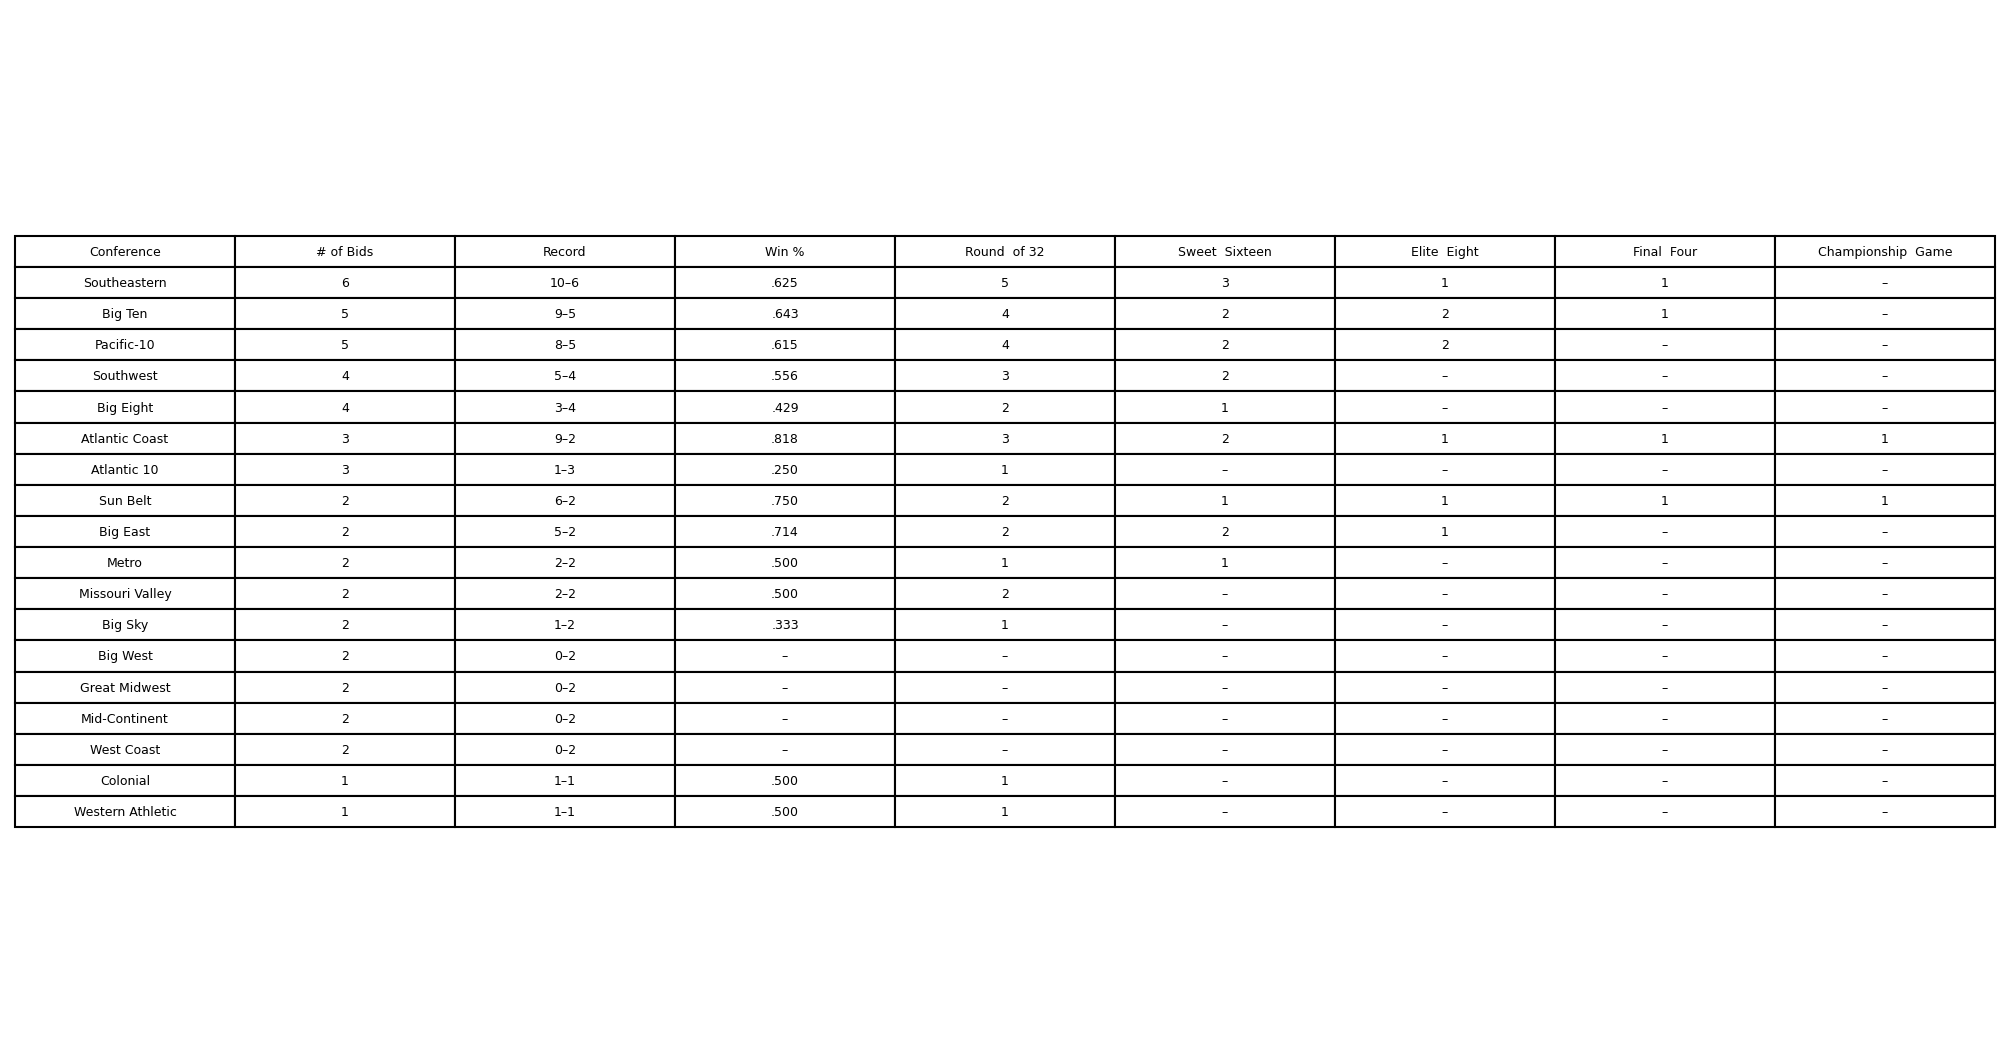 Conference # of Bids Record Win % Round of 32 Sweet Sixteen Elite Eight Final Four Championship Game
Southeastern 6 10–6 .625 5 3 1 1 –
Big Ten 5 9–5 .643 4 2 2 1 –
Pacific-10 5 8–5 .615 4 2 2 – –
Southwest 4 5–4 .556 3 2 – – –
Big Eight 4 3–4 .429 2 1 – – –
Atlantic Coast 3 9–2 .818 3 2 1 1 1
Atlantic 10 3 1–3 .250 1 – – – –
Sun Belt 2 6–2 .750 2 1 1 1 1
Big East 2 5–2 .714 2 2 1 – –
Metro 2 2–2 .500 1 1 – – –
Missouri Valley 2 2–2 .500 2 – – – –
Big Sky 2 1–2 .333 1 – – – –
Big West 2 0–2 – – – – – –
Great Midwest 2 0–2 – – – – – –
Mid-Continent 2 0–2 – – – – – –
West Coast 2 0–2 – – – – – –
Colonial 1 1–1 .500 1 – – – –
Western Athletic 1 1–1 .500 1 – – – –